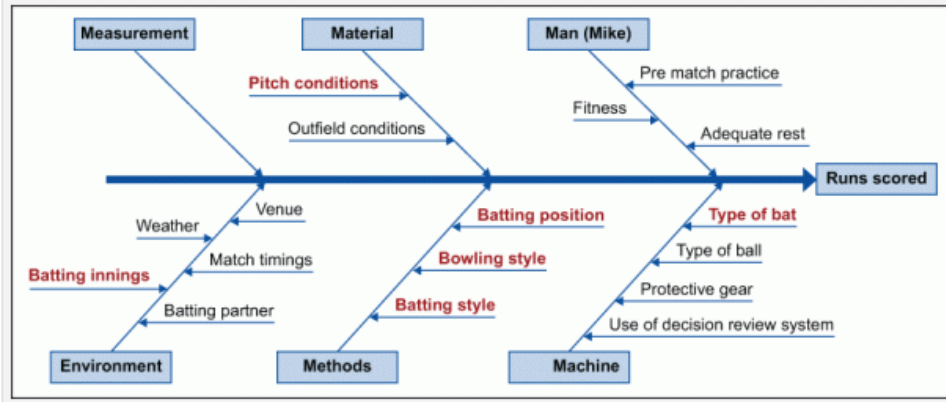 Measurement
Material
Man (Mike)
Pitch conditions
Outfield conditions
Pre match practice
Fitness
Adequate rest
Runs scored
Venue
Weather
Match timings
Batting innings
Batting partner
Batting position
Bowling style
Batting style
Type of bat
Type of ball
Protective gear
Use of decision review system
Environment
Methods
Machine